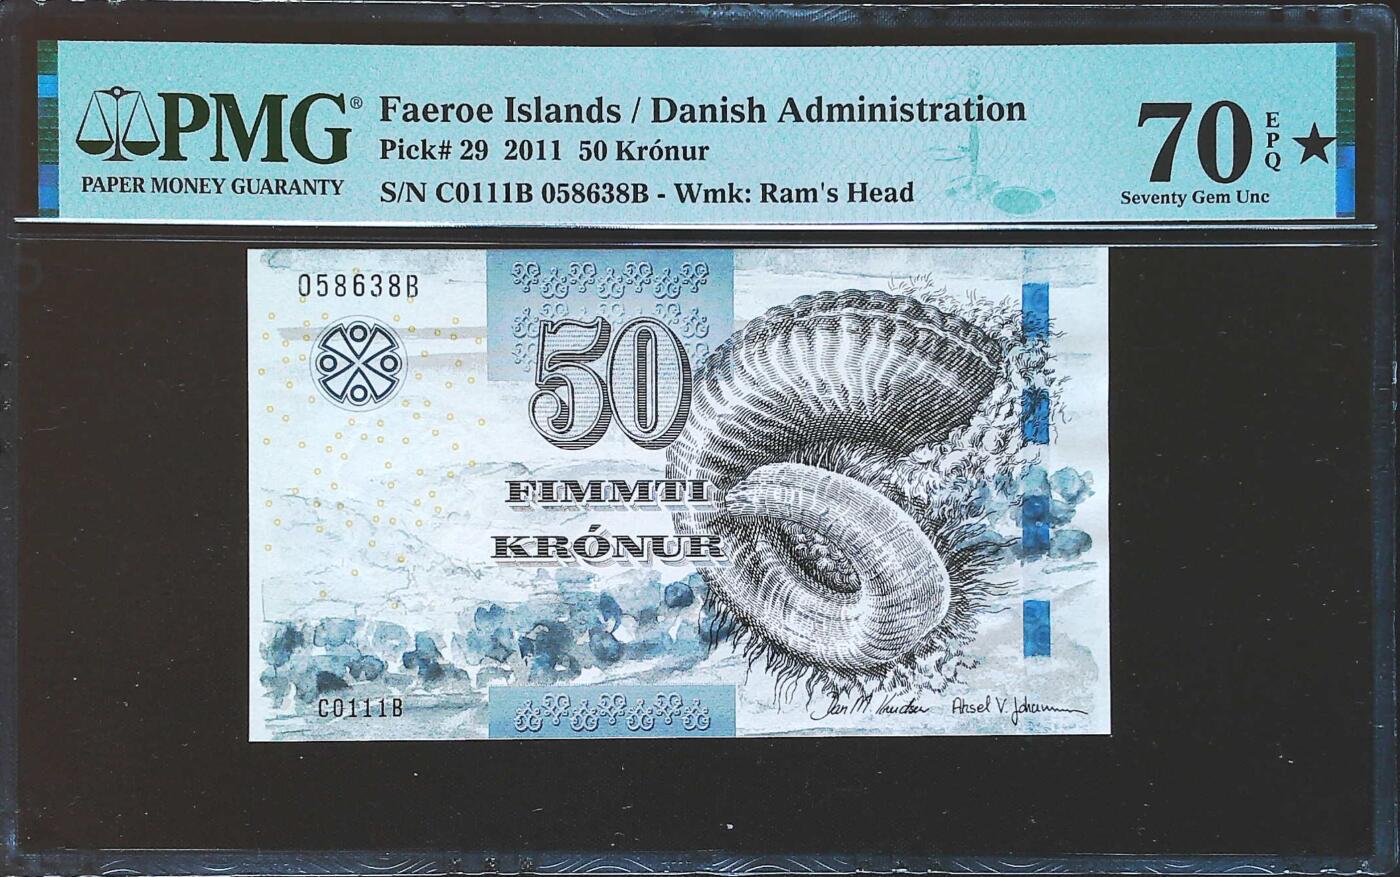 PMG®
PAPER MONEY GUARANTY
Faeroe Islands / Danish Administration
Pick# 29 2011 50 Krónur
S/N C0111B 058638B - Wmk: Ram's Head
70 EPQ ★
Seventy Gem Unc
058638B
50
FIMMTI
KRÓNUR
C0111B